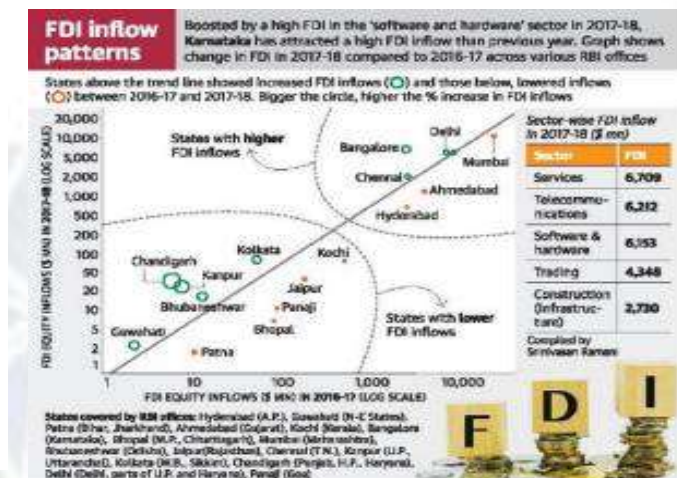 FDI inflow
patterns
Boosted by a high FDI in the 'software and hardware' sector in 2017-18,
Karnataka has attracted a high FDI inflow than previous year. Graph shows
change in FDI in 2017-18 compared to 2016-17 across various RBI offices
States above the trend line showed increased FDI inflows (O) and those below, lowered inflows
(O) between 2016-17 and 2017-18. Bigger the circle, higher the % increase in FDI inflows
FDI EQUITY INFLOWS ($ MN) IN 2017-18 (LOG SCALE)
20,000
10,000
5,000
2,000
1,000
500
200
100
50
20
10
5
2
1
States with higher
FDI inflows
Bangalore
Delhi
Mumbai
Chennai
Ahmedabad
Hyderabad
Kolkata
Kochi
Chandigarh
Kanpur
Jaipur
Bhubaneshwar
Panaji
Bhopal
States with lower
FDI inflows
Guwahati
Patna
1
10
100
1,000
10,000
FDI EQUITY INFLOWS ($ MN) IN 2016-17 (LOG SCALE)
Sector-wise FDI inflow
in 2017-18 ($ mn)
Sector FDI
Services 6,709
Telecommu-
nications 6,212
Software &
hardware 6,153
Trading 4,348
Construction
(infrastruc-
ture) 2,730
Compiled by
Srinivasan Ramani
States covered by RBI offices: Hyderabad (A.P.), Guwahati (N-E States),
Patna (Bihar, Jharkhand), Ahmedabad (Gujarat), Kochi (Kerala), Bangalore
(Karnataka), Bhopal (M.P., Chhattisgarh), Mumbai (Maharashtra),
Bhubaneshwar (Odisha), Jaipur (Rajasthan), Chennai (T.N.), Kanpur (U.P.,
Uttaranchal), Kolkata (W.B., Sikkim), Chandigarh (Punjab, H.P., Haryana),
Delhi (Delhi, parts of U.P. and Haryana), Panaji (Goa)
F D I